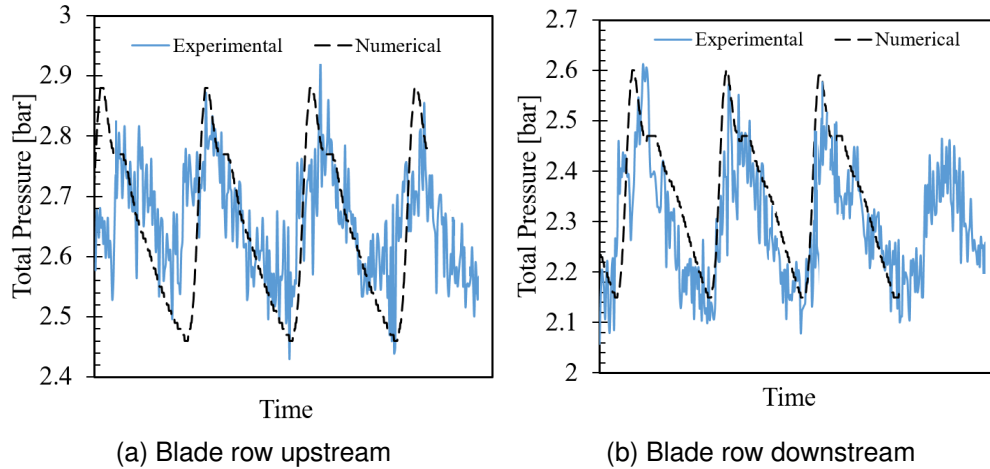 3
2.9
2.8
2.7
2.6
2.5
2.4
Total Pressure [bar]
Experimental
Numerical
Time
(a) Blade row upstream
2.7
2.6
2.5
2.4
2.3
2.2
2.1
2
Total Pressure [bar]
Experimental
Numerical
Time
(b) Blade row downstream